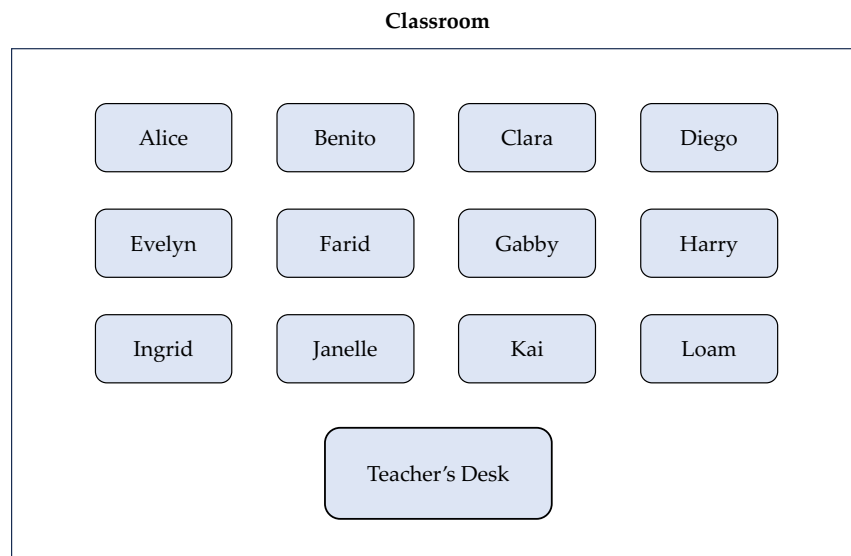 Classroom
Alice Benito Clara Diego
Evelyn Farid Gabby Harry
Ingrid Janelle Kai Loam
Teacher’s Desk